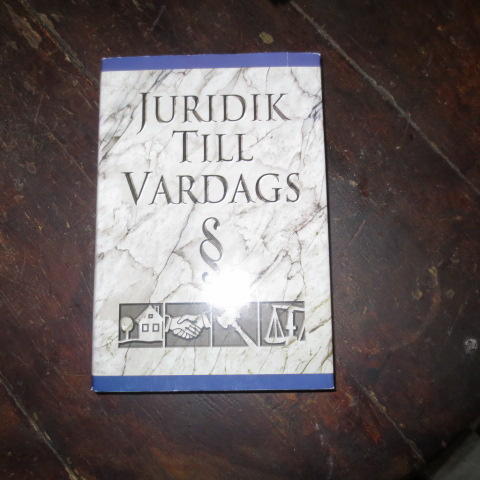 JURIDIK
TILL
VARDAGS
§